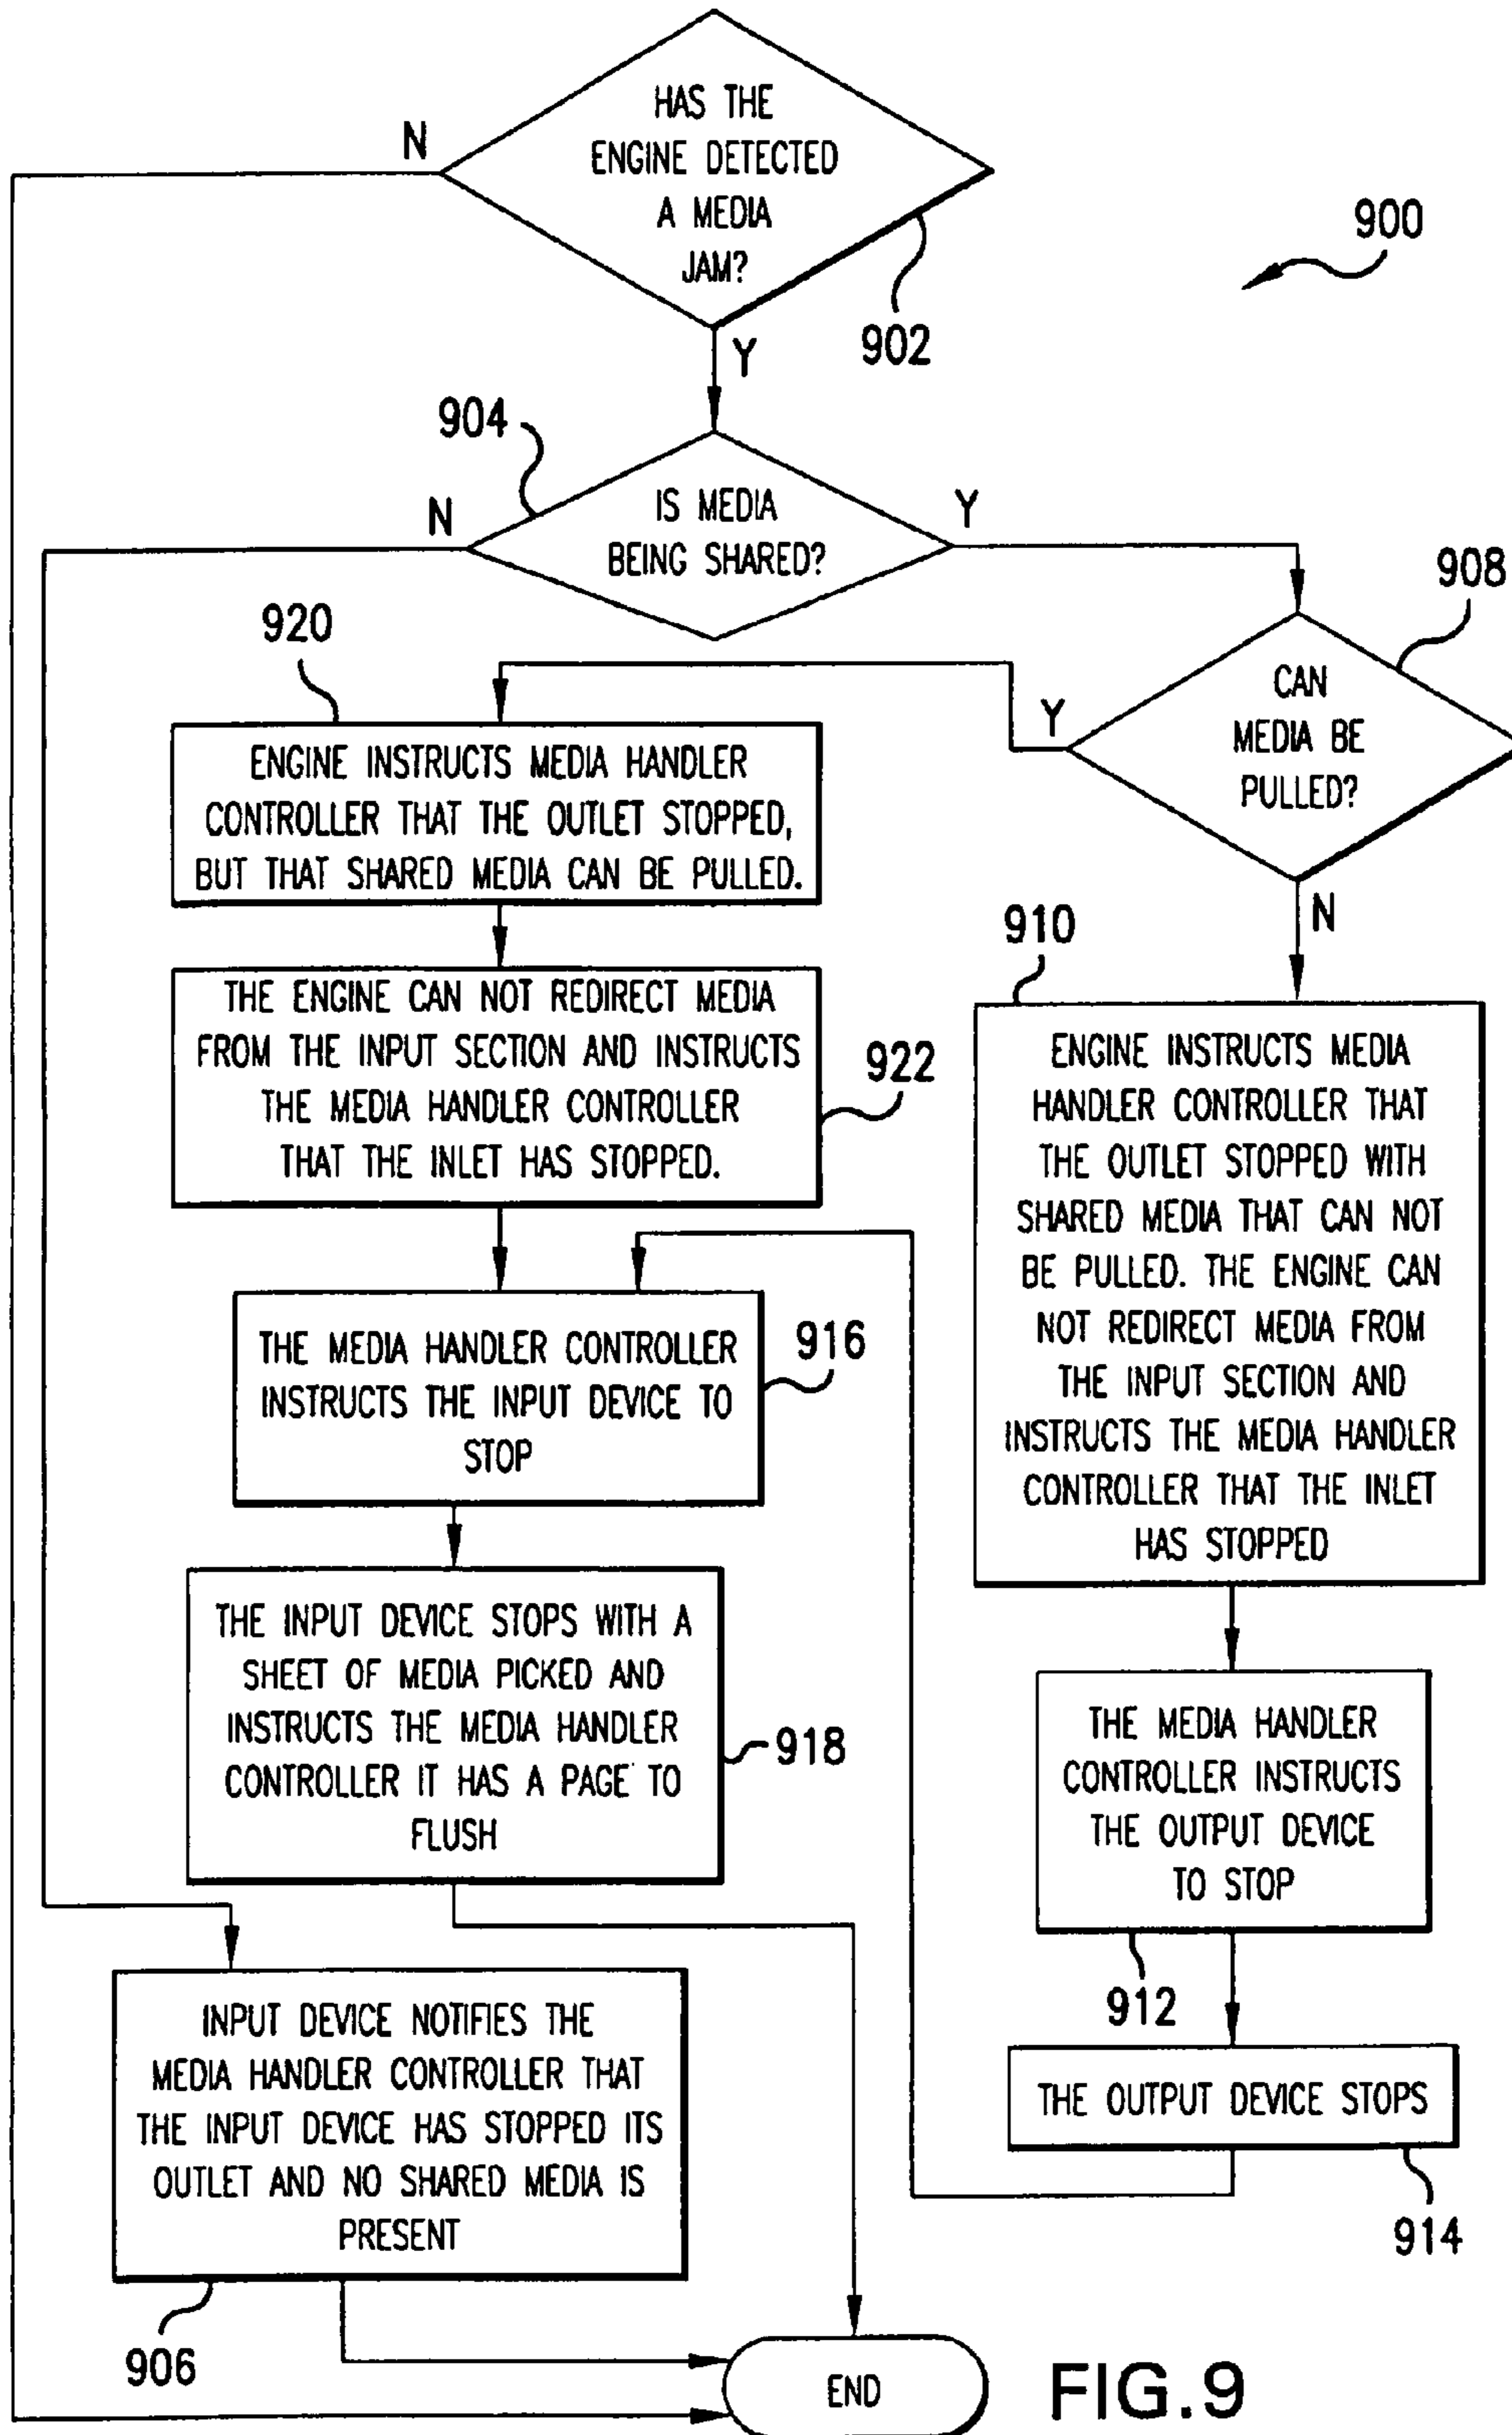 HAS THE
ENGINE DETECTED
A MEDIA
JAM?
N
900
902
Y
904
IS MEDIA
BEING SHARED?
N
Y
908
CAN
MEDIA BE
PULLED?
Y
N
920
ENGINE INSTRUCTS MEDIA HANDLER
CONTROLLER THAT THE OUTLET STOPPED,
BUT THAT SHARED MEDIA CAN BE PULLED.
THE ENGINE CAN NOT REDIRECT MEDIA
FROM THE INPUT SECTION AND INSTRUCTS
THE MEDIA HANDLER CONTROLLER
THAT THE INLET HAS STOPPED.
922
910
ENGINE INSTRUCTS MEDIA
HANDLER CONTROLLER THAT
THE OUTLET STOPPED WITH
SHARED MEDIA THAT CAN NOT
BE PULLED. THE ENGINE CAN
NOT REDIRECT MEDIA FROM
THE INPUT SECTION AND
INSTRUCTS THE MEDIA HANDLER
CONTROLLER THAT THE INLET
HAS STOPPED
THE MEDIA HANDLER CONTROLLER
INSTRUCTS THE INPUT DEVICE TO
STOP
916
THE INPUT DEVICE STOPS WITH A
SHEET OF MEDIA PICKED AND
INSTRUCTS THE MEDIA HANDLER
CONTROLLER IT HAS A PAGE TO
FLUSH
918
THE MEDIA HANDLER
CONTROLLER INSTRUCTS
THE OUTPUT DEVICE
TO STOP
912
THE OUTPUT DEVICE STOPS
914
INPUT DEVICE NOTIFIES THE
MEDIA HANDLER CONTROLLER THAT
THE INPUT DEVICE HAS STOPPED ITS
OUTLET AND NO SHARED MEDIA IS
PRESENT
906
END
FIG.9